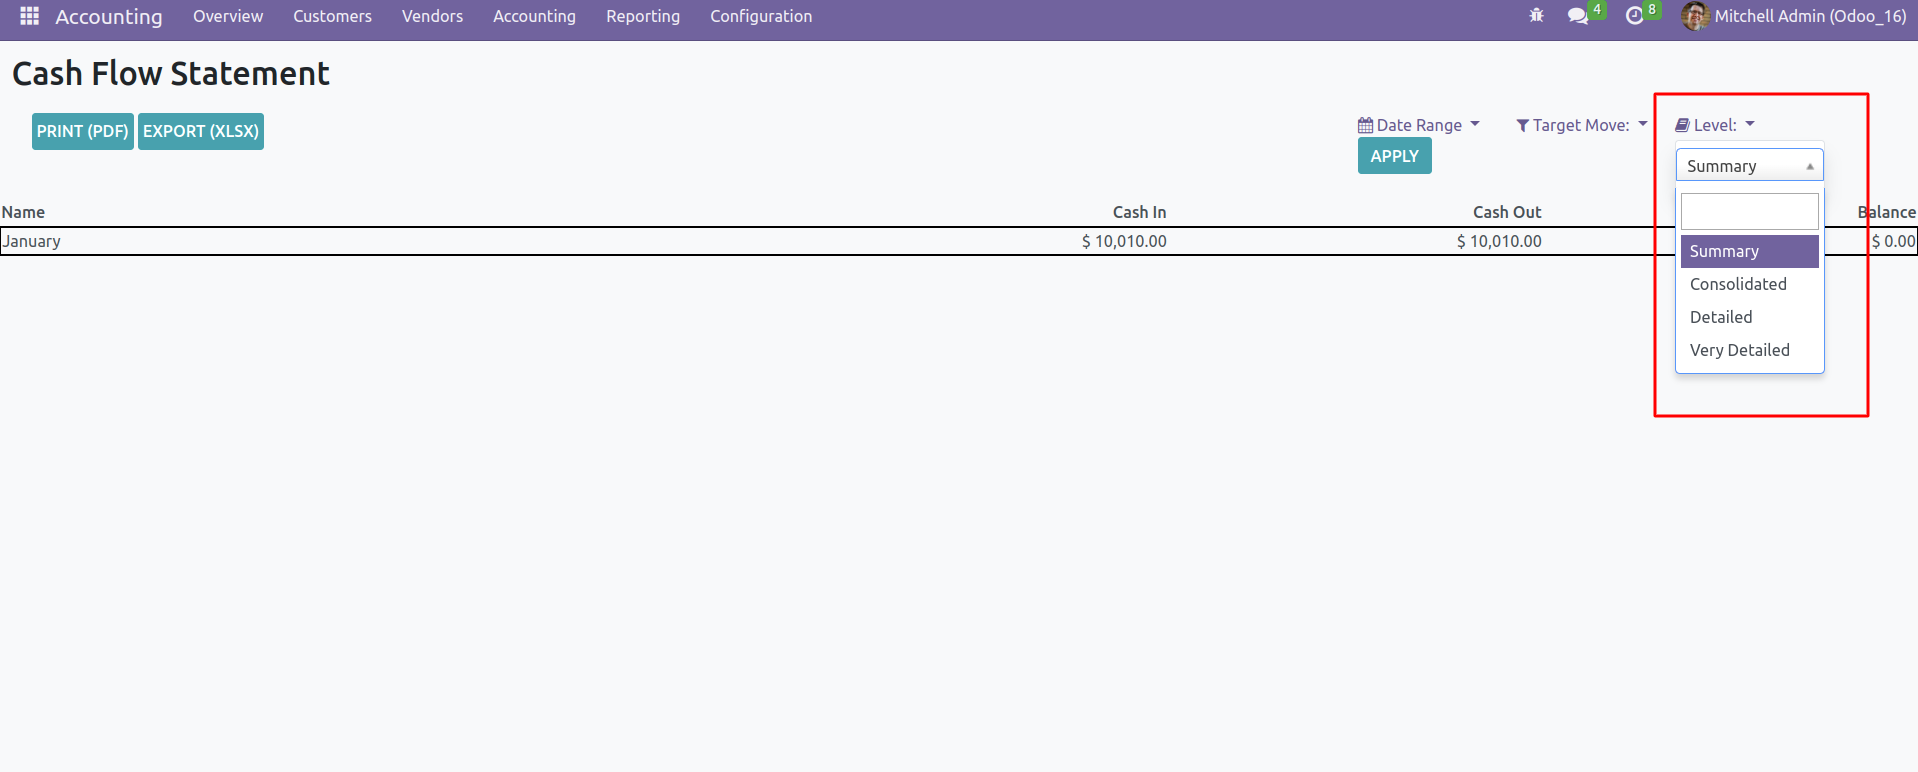 Accounting Overview Customers Vendors Accounting Reporting Configuration 4 8 Mitchell Admin (Odoo_16)
Cash Flow Statement
PRINT (PDF) EXPORT (XLSX) Date Range Target Move: Level:
APPLY
Summary
Name Cash In Cash Out Balance
January $ 10,010.00 $ 10,010.00 $ 0.00
Summary
Consolidated
Detailed
Very Detailed